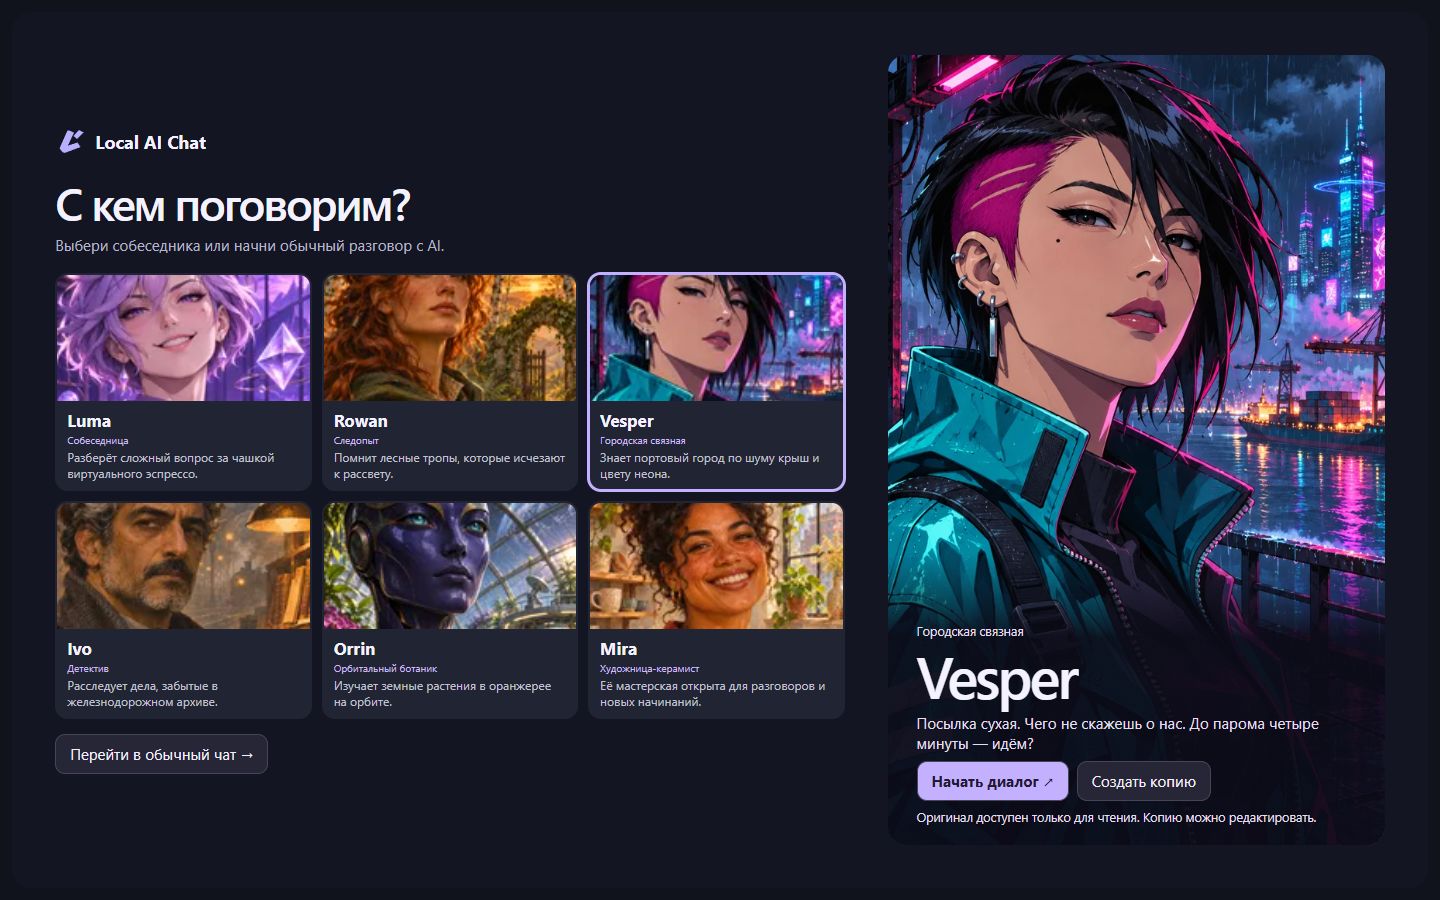 Local AI Chat
С кем поговорим?
Выбери собеседника или начни обычный разговор с AI.
Luma
Собеседница
Разберёт сложный вопрос за чашкой
виртуального эспрессо.
Rowan
Следопыт
Помнит лесные тропы, которые исчезают
к рассвету.
Vesper
Городская связная
Знает портовый город по шуму крыш и
цвету неона.
Ivo
Детектив
Расследует дела, забытые в
железнодорожном архиве.
Orrin
Орбитальный ботаник
Изучает земные растения в оранжерее
на орбите.
Mira
Художница-керамист
Её мастерская открыта для разговоров и
новых начинаний.
Перейти в обычный чат →
Городская связная
Vesper
Посылка сухая. Чего не скажешь о нас. До парома четыре
минуты — идём?
Начать диалог ↗
Создать копию
Оригинал доступен только для чтения. Копию можно редактировать.